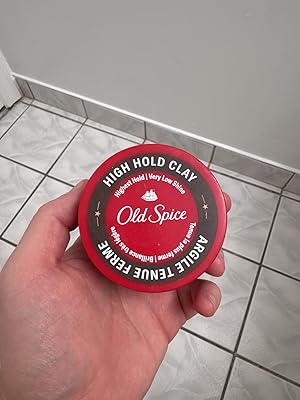 HIGH HOLD CLAY
Highest Hold | Very Low Shine
Old Spice
Tenue la plus ferme | Brillance très légère
ARGILE TENUE FERME